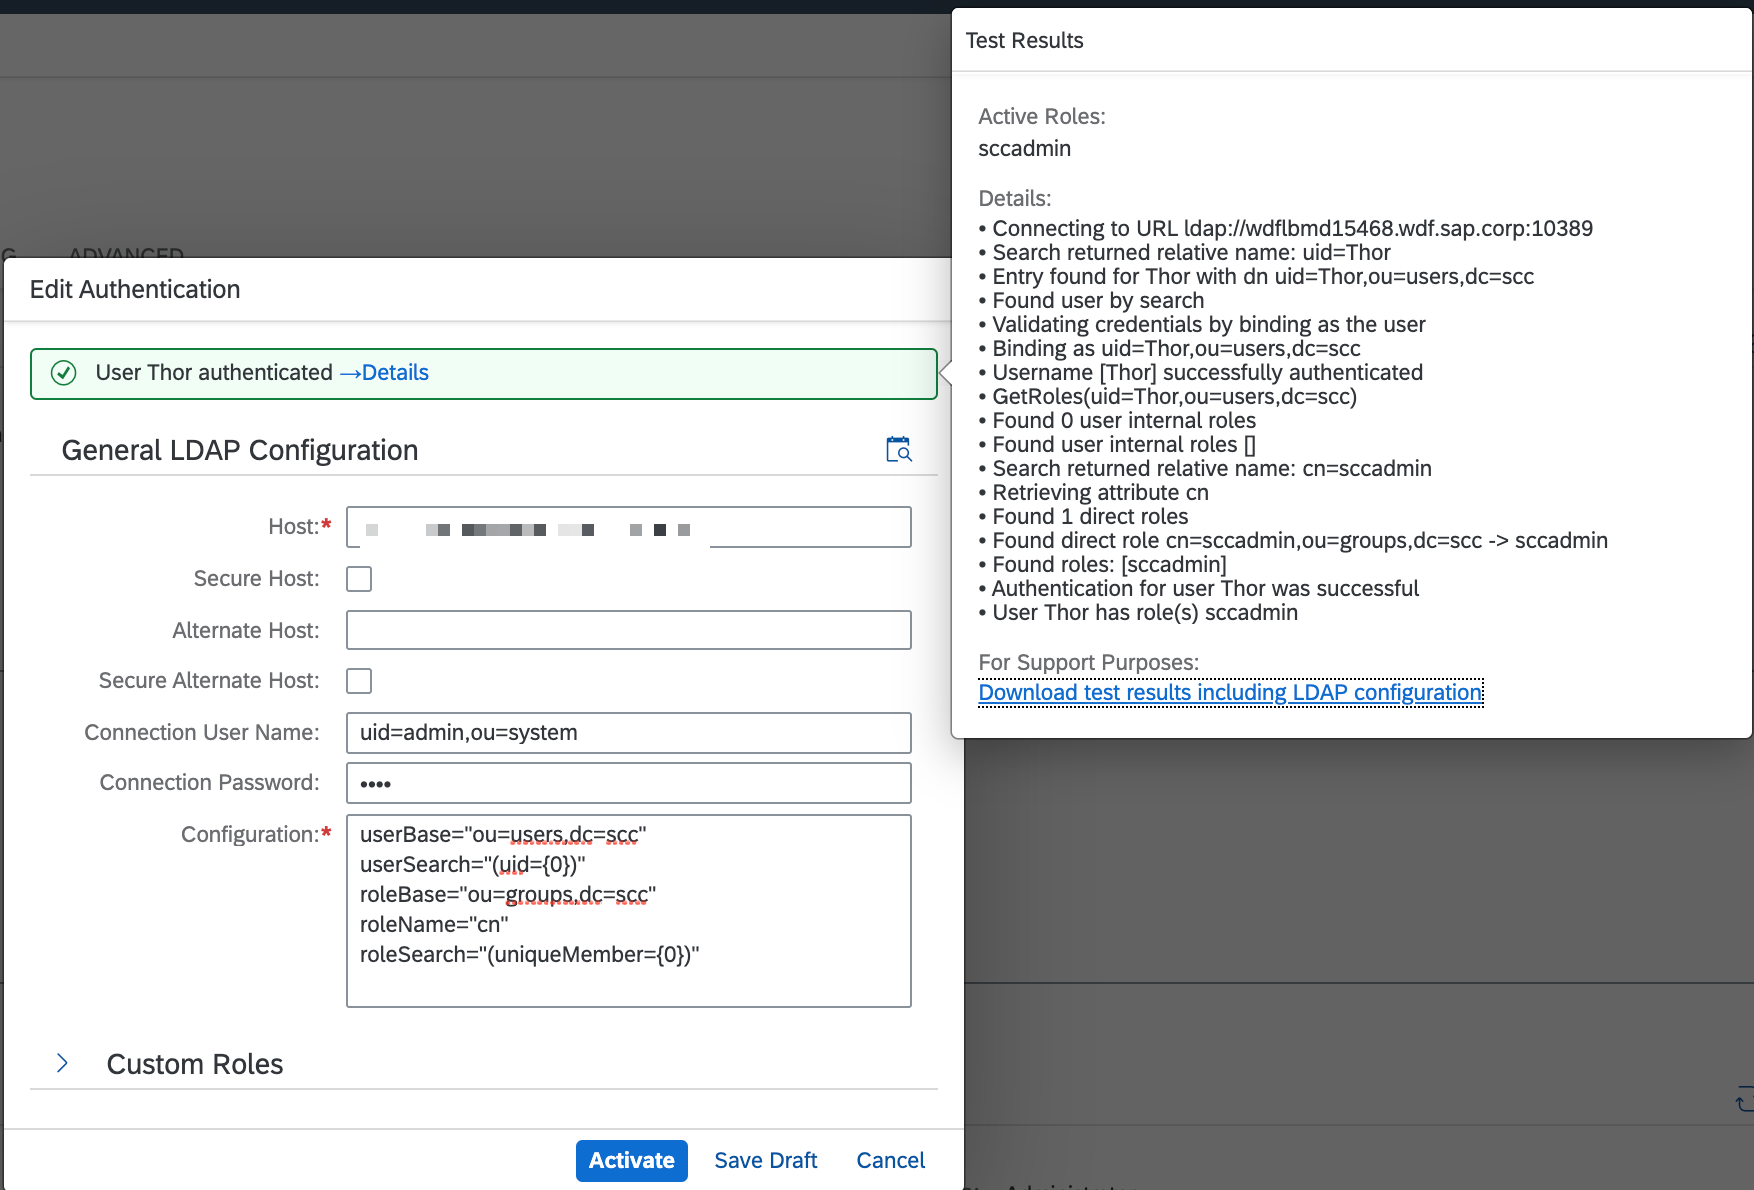 ADVANCED
Edit Authentication
User Thor authenticated →Details
General LDAP Configuration
Host:*
Secure Host:
Alternate Host:
Secure Alternate Host:
Connection User Name:
uid=admin,ou=system
Connection Password:
••••
Configuration:*
userBase="ou=users,dc=scc"
userSearch="(uid={0})"
roleBase="ou=groups,dc=scc"
roleName="cn"
roleSearch="(uniqueMember={0})"
Custom Roles
Activate
Save Draft
Cancel
Test Results
Active Roles:
sccadmin
Details:
• Connecting to URL ldap://wdflbmd15468.wdf.sap.corp:10389
• Search returned relative name: uid=Thor
• Entry found for Thor with dn uid=Thor,ou=users,dc=scc
• Found user by search
• Validating credentials by binding as the user
• Binding as uid=Thor,ou=users,dc=scc
• Username [Thor] successfully authenticated
• GetRoles(uid=Thor,ou=users,dc=scc)
• Found 0 user internal roles
• Found user internal roles []
• Search returned relative name: cn=sccadmin
• Retrieving attribute cn
• Found 1 direct roles
• Found direct role cn=sccadmin,ou=groups,dc=scc -> sccadmin
• Found roles: [sccadmin]
• Authentication for user Thor was successful
• User Thor has role(s) sccadmin
For Support Purposes:
Download test results including LDAP configuration